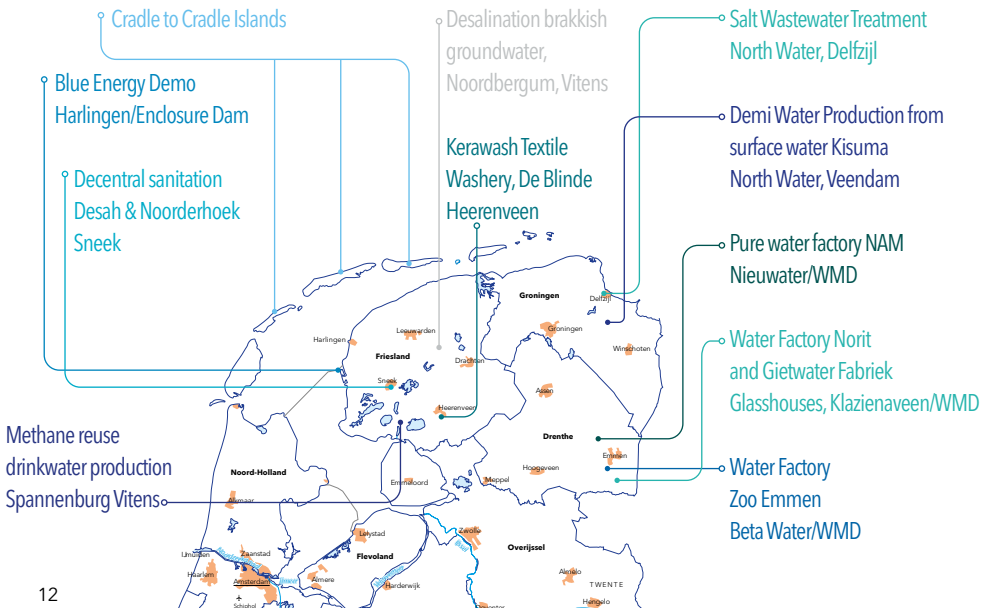 Cradle to Cradle Islands
Blue Energy Demo
Harlingen/Enclosure Dam
Decentral sanitation
Desah & Noorderhoek
Sneek
Desalination brakkish
groundwater,
Noordbergum, Vitens
Kerawash Textile
Washery, De Blinde
Heerenveen
Salt Wastewater Treatment
North Water, Delfzijl
Demi Water Production from
surface water Kisuma
North Water, Veendam
Pure water factory NAM
Nieuwater/WMD
Water Factory Norit
and Gietwater Fabriek
Glasshouses, Klazienaveen/WMD
Water Factory
Zoo Emmen
Beta Water/WMD
Methane reuse
drinkwater production
Spannenburg Vitens
Groningen
Delfzijl
Harlingen
Leeuwarden
Groningen
Winschoten
Friesland
Drachten
Sneek
Assen
Heerenveen
Drenthe
Emmen
Noord-Holland
Hoogeveen
Emmeloord
Meppel
Alkmaar
Lelystad
Zwolle
Overijssel
IJmuiden
Zaanstad
Flevoland
IJssel
Haarlem
Amsterdam
Almere
Harderwijk
Almelo
TWENTE
Hengelo
Schiphol
Deventer
12